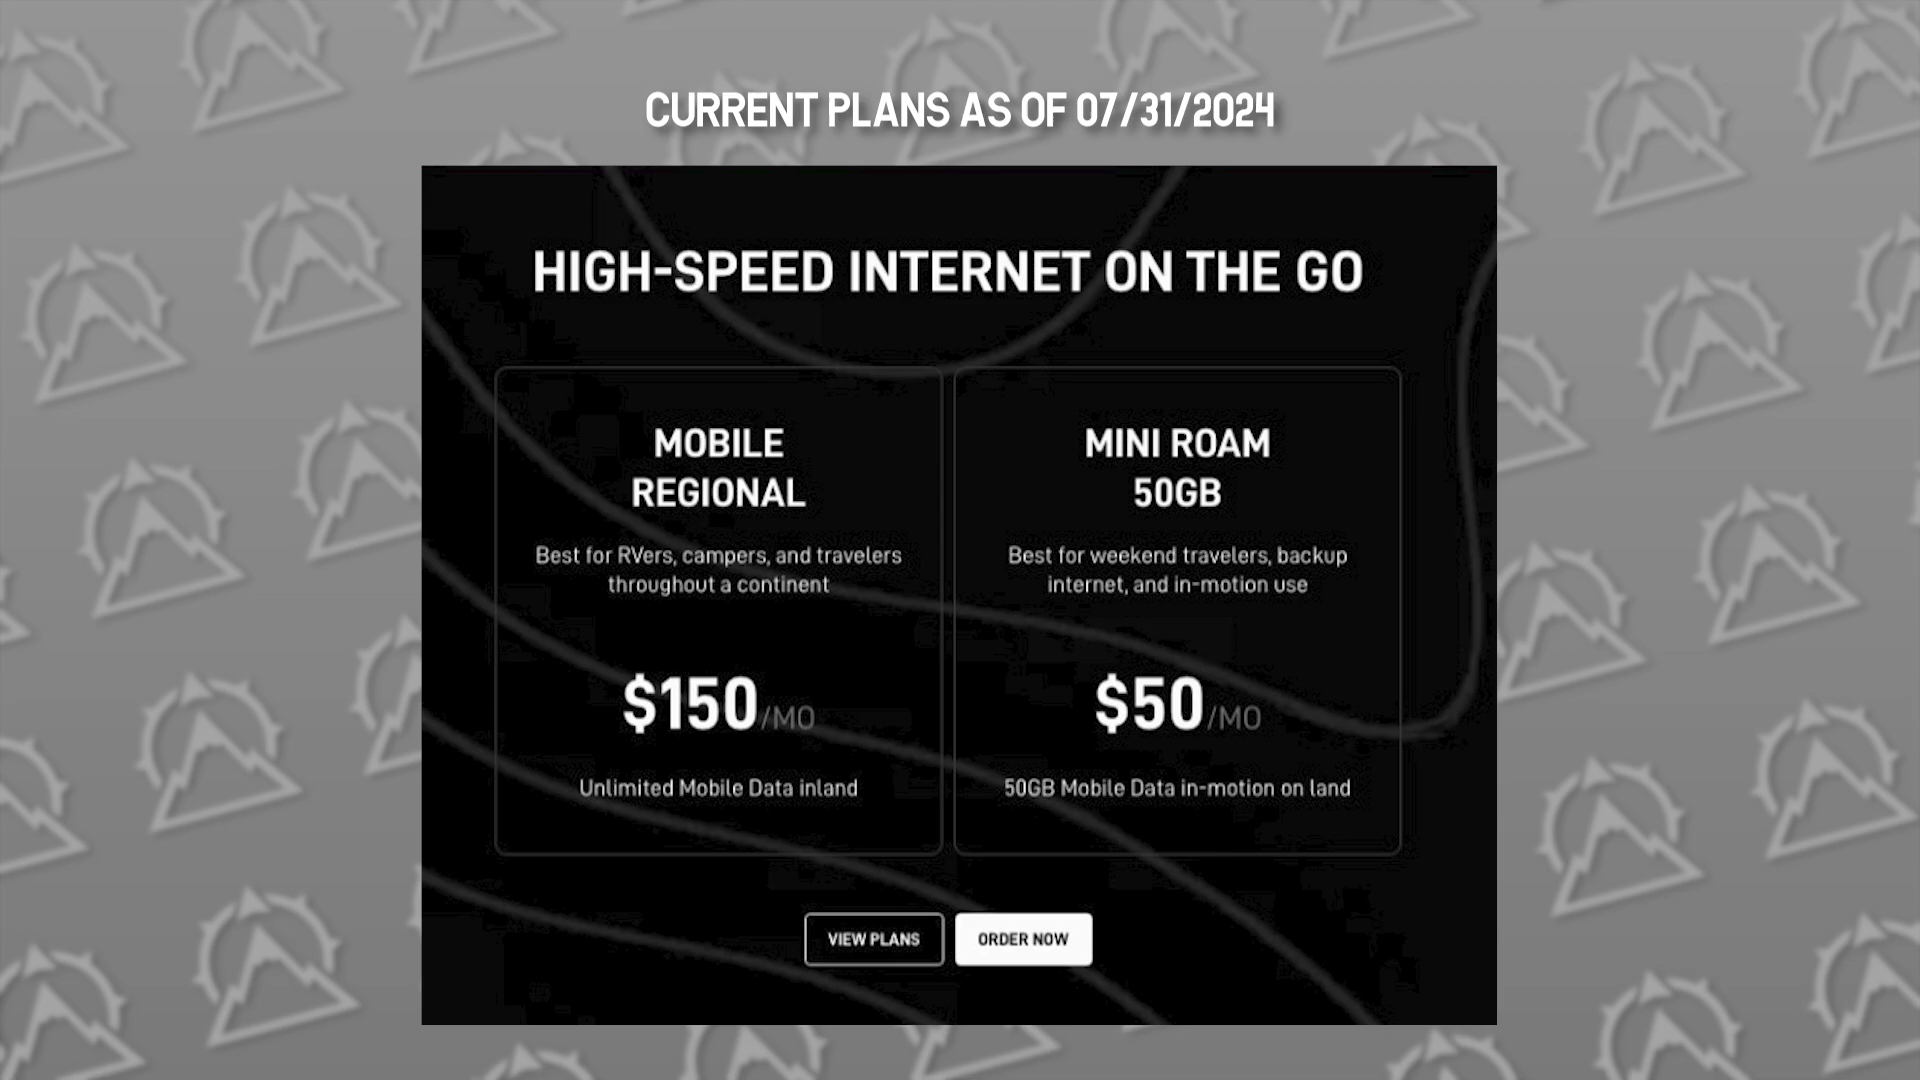 CURRENT PLANS AS OF 07/31/2024
HIGH-SPEED INTERNET ON THE GO
MOBILE
REGIONAL
Best for RVers, campers, and travelers
throughout a continent
$150/MO
Unlimited Mobile Data inland
MINI ROAM
50GB
Best for weekend travelers, backup
internet, and in-motion use
$50/MO
50GB Mobile Data in-motion on land
VIEW PLANS
ORDER NOW